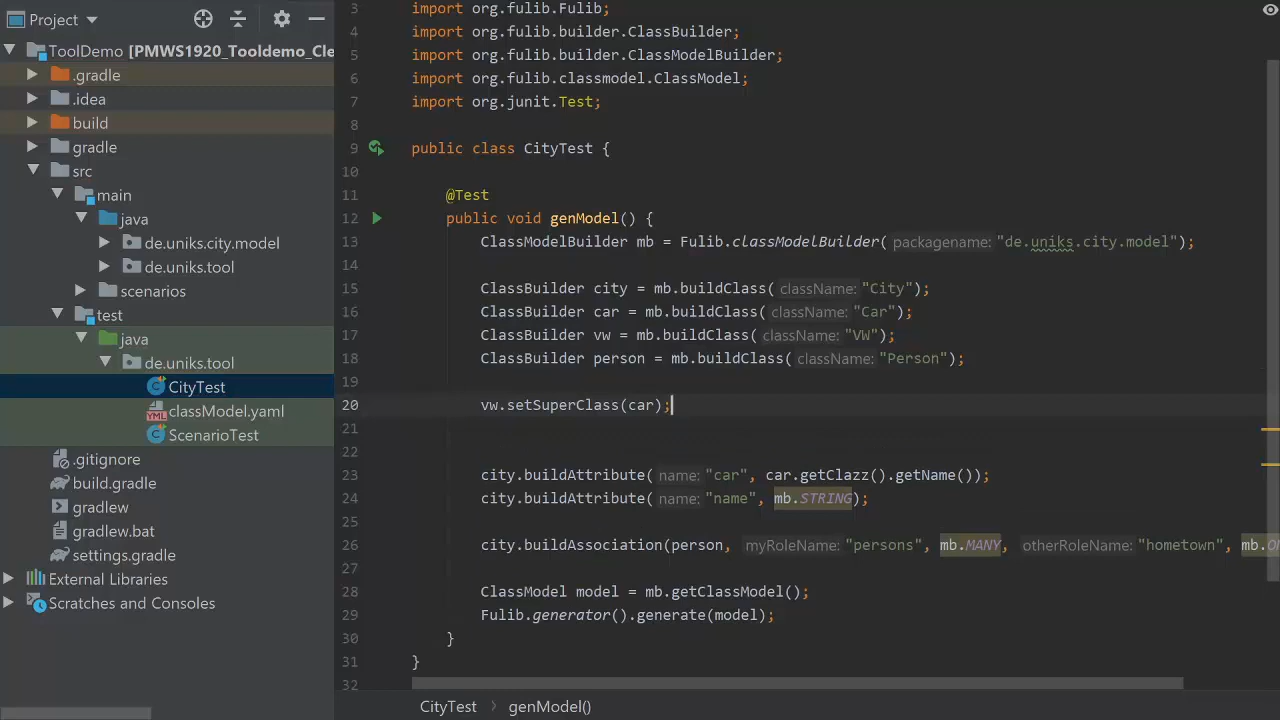 Project
ToolDemo [PMWS1920_Tooldemo_Cle
.gradle
.idea
build
gradle
src
main
java
de.uniks.city.model
de.uniks.tool
scenarios
test
java
de.uniks.tool
CityTest
YML classModel.yaml
ScenarioTest
.gitignore
build.gradle
gradlew
gradlew.bat
settings.gradle
External Libraries
Scratches and Consoles
3 import org.fulib.Fulib;
4 import org.fulib.builder.ClassBuilder;
5 import org.fulib.builder.ClassModelBuilder;
6 import org.fulib.classmodel.ClassModel;
7 import org.junit.Test;
8
9 public class CityTest {
10
11 @Test
12 public void genModel() {
13 ClassModelBuilder mb = Fulib.classModelBuilder( packagename: "de.uniks.city.model");
14
15 ClassBuilder city = mb.buildClass( className: "City");
16 ClassBuilder car = mb.buildClass( className: "Car");
17 ClassBuilder vw = mb.buildClass( className: "VW");
18 ClassBuilder person = mb.buildClass( className: "Person");
19
20 vw.setSuperClass(car);
21
22
23 city.buildAttribute( name: "car", car.getClazz().getName());
24 city.buildAttribute( name: "name", mb.STRING);
25
26 city.buildAssociation(person, myRoleName: "persons", mb.MANY, otherRoleName: "hometown", mb.ON
27
28 ClassModel model = mb.getClassModel();
29 Fulib.generator().generate(model);
30 }
31 }
32
CityTest > genModel()